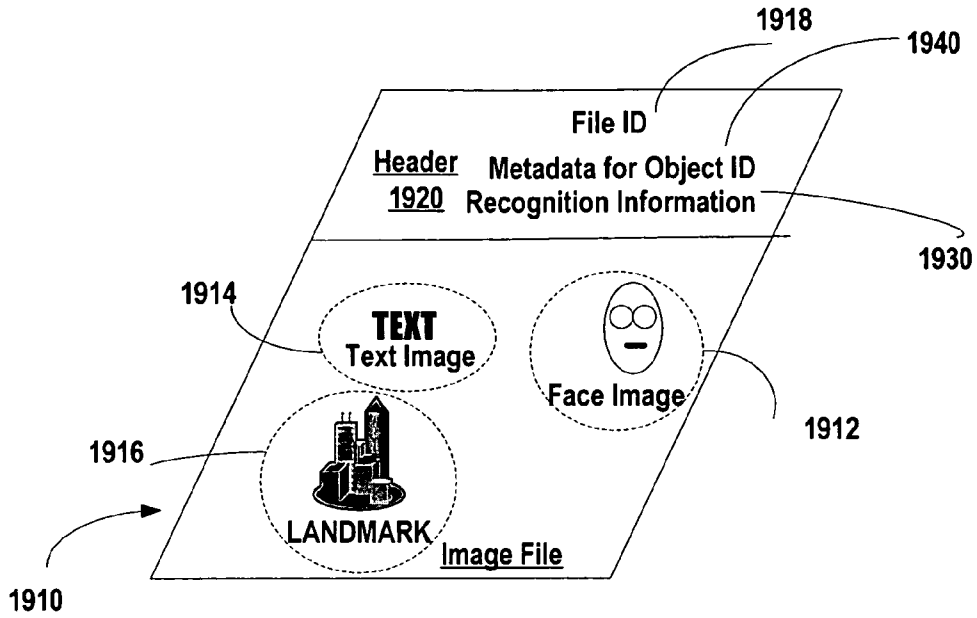 1918
1940
File ID
Header
Metadata for Object ID
1920
Recognition Information
1930
1914
TEXT
Text Image
Face Image
1912
1916
LANDMARK
Image File
1910